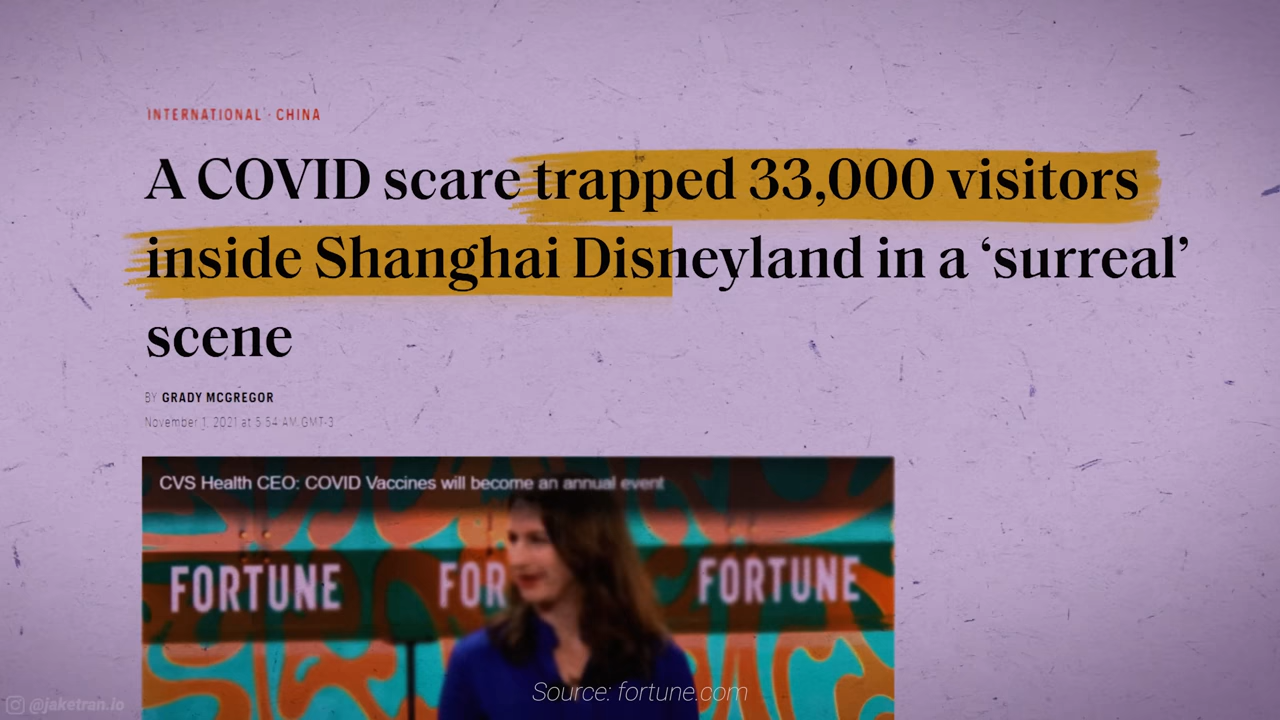 INTERNATIONAL · CHINA
A COVID scare trapped 33,000 visitors
inside Shanghai Disneyland in a ‘surreal’
scene
BY GRADY MCGREGOR
November 1, 2021 at 5:54 AM GMT-3
CVS Health CEO: COVID Vaccines will become an annual event
FORTUNE FOR FORTUNE
Source: fortune.com
@jaketran.io